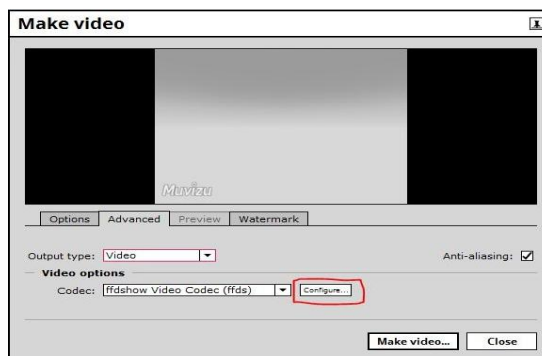 Make video
Muvizu
Options Advanced Preview Watermark
Output type: Video Anti-aliasing:
Video options
Codec: ffdshow Video Codec (ffds) Configure...
Make video... Close